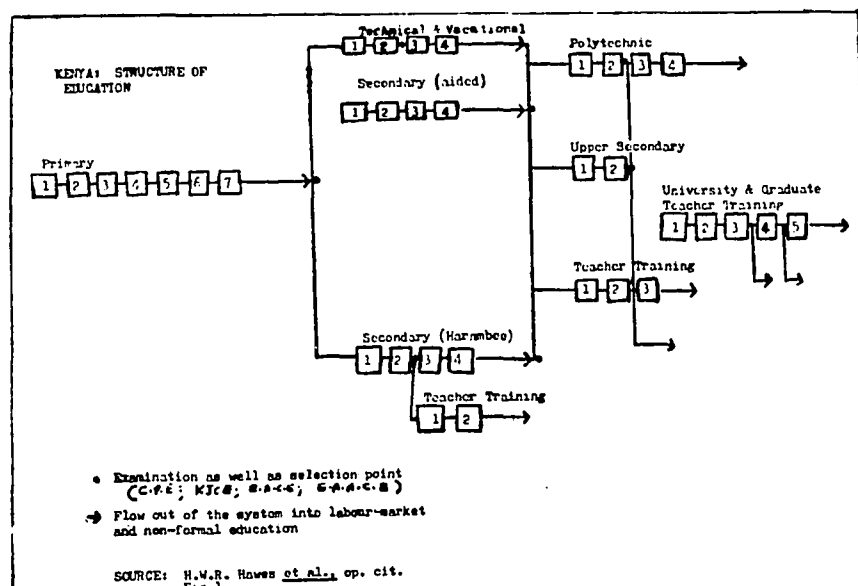 KENYA: STRUCTURE OF
EDUCATION
Technical & Vacational
1 2 3 4
Secondary (aided)
1 2 3 4
Primary
1 2 3 4 5 6 7
Polytechnic
1 2 3 4
Upper Secondary
1 2
University & Graduate
Teacher Training
1 2 3 4 5
Teacher Training
1 2 3
Secondary (Harambee)
1 2 3 4
Teacher Training
1 2
Examination as well as selection point
(C.P.E; KJCE; E.A.C.E; E.A.A.C.E)
Flow out of the system into labour-market
and non-formal education
SOURCE: H.W.R. Hawes et al., op. cit.